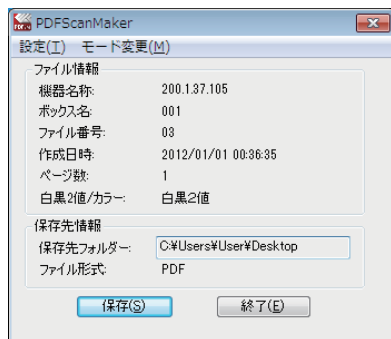 PDFScanMaker
設定(T) モード変更(M)
ファイル情報
機器名称: 200.1.37.105
ボックス名: 001
ファイル番号: 03
作成日時: 2012/01/01 00:36:35
ページ数: 1
白黒2値/カラー: 白黒2値
保存先情報
保存先フォルダー: C:¥Users¥User¥Desktop
ファイル形式: PDF
保存(S) 終了(E)